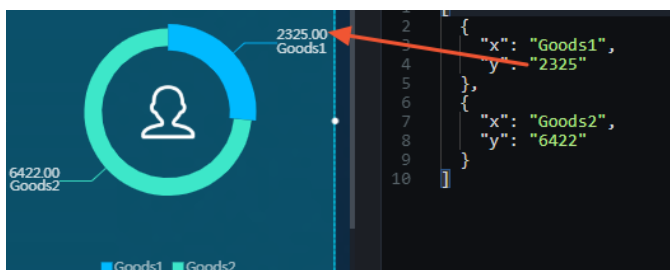 2325.00
Goods1
6422.00
Goods2
Goods1 Goods2
2 {
3 "x": "Goods1",
4 "y": "2325"
5 },
6 {
7 "x": "Goods2",
8 "y": "6422"
9 }
10 ]